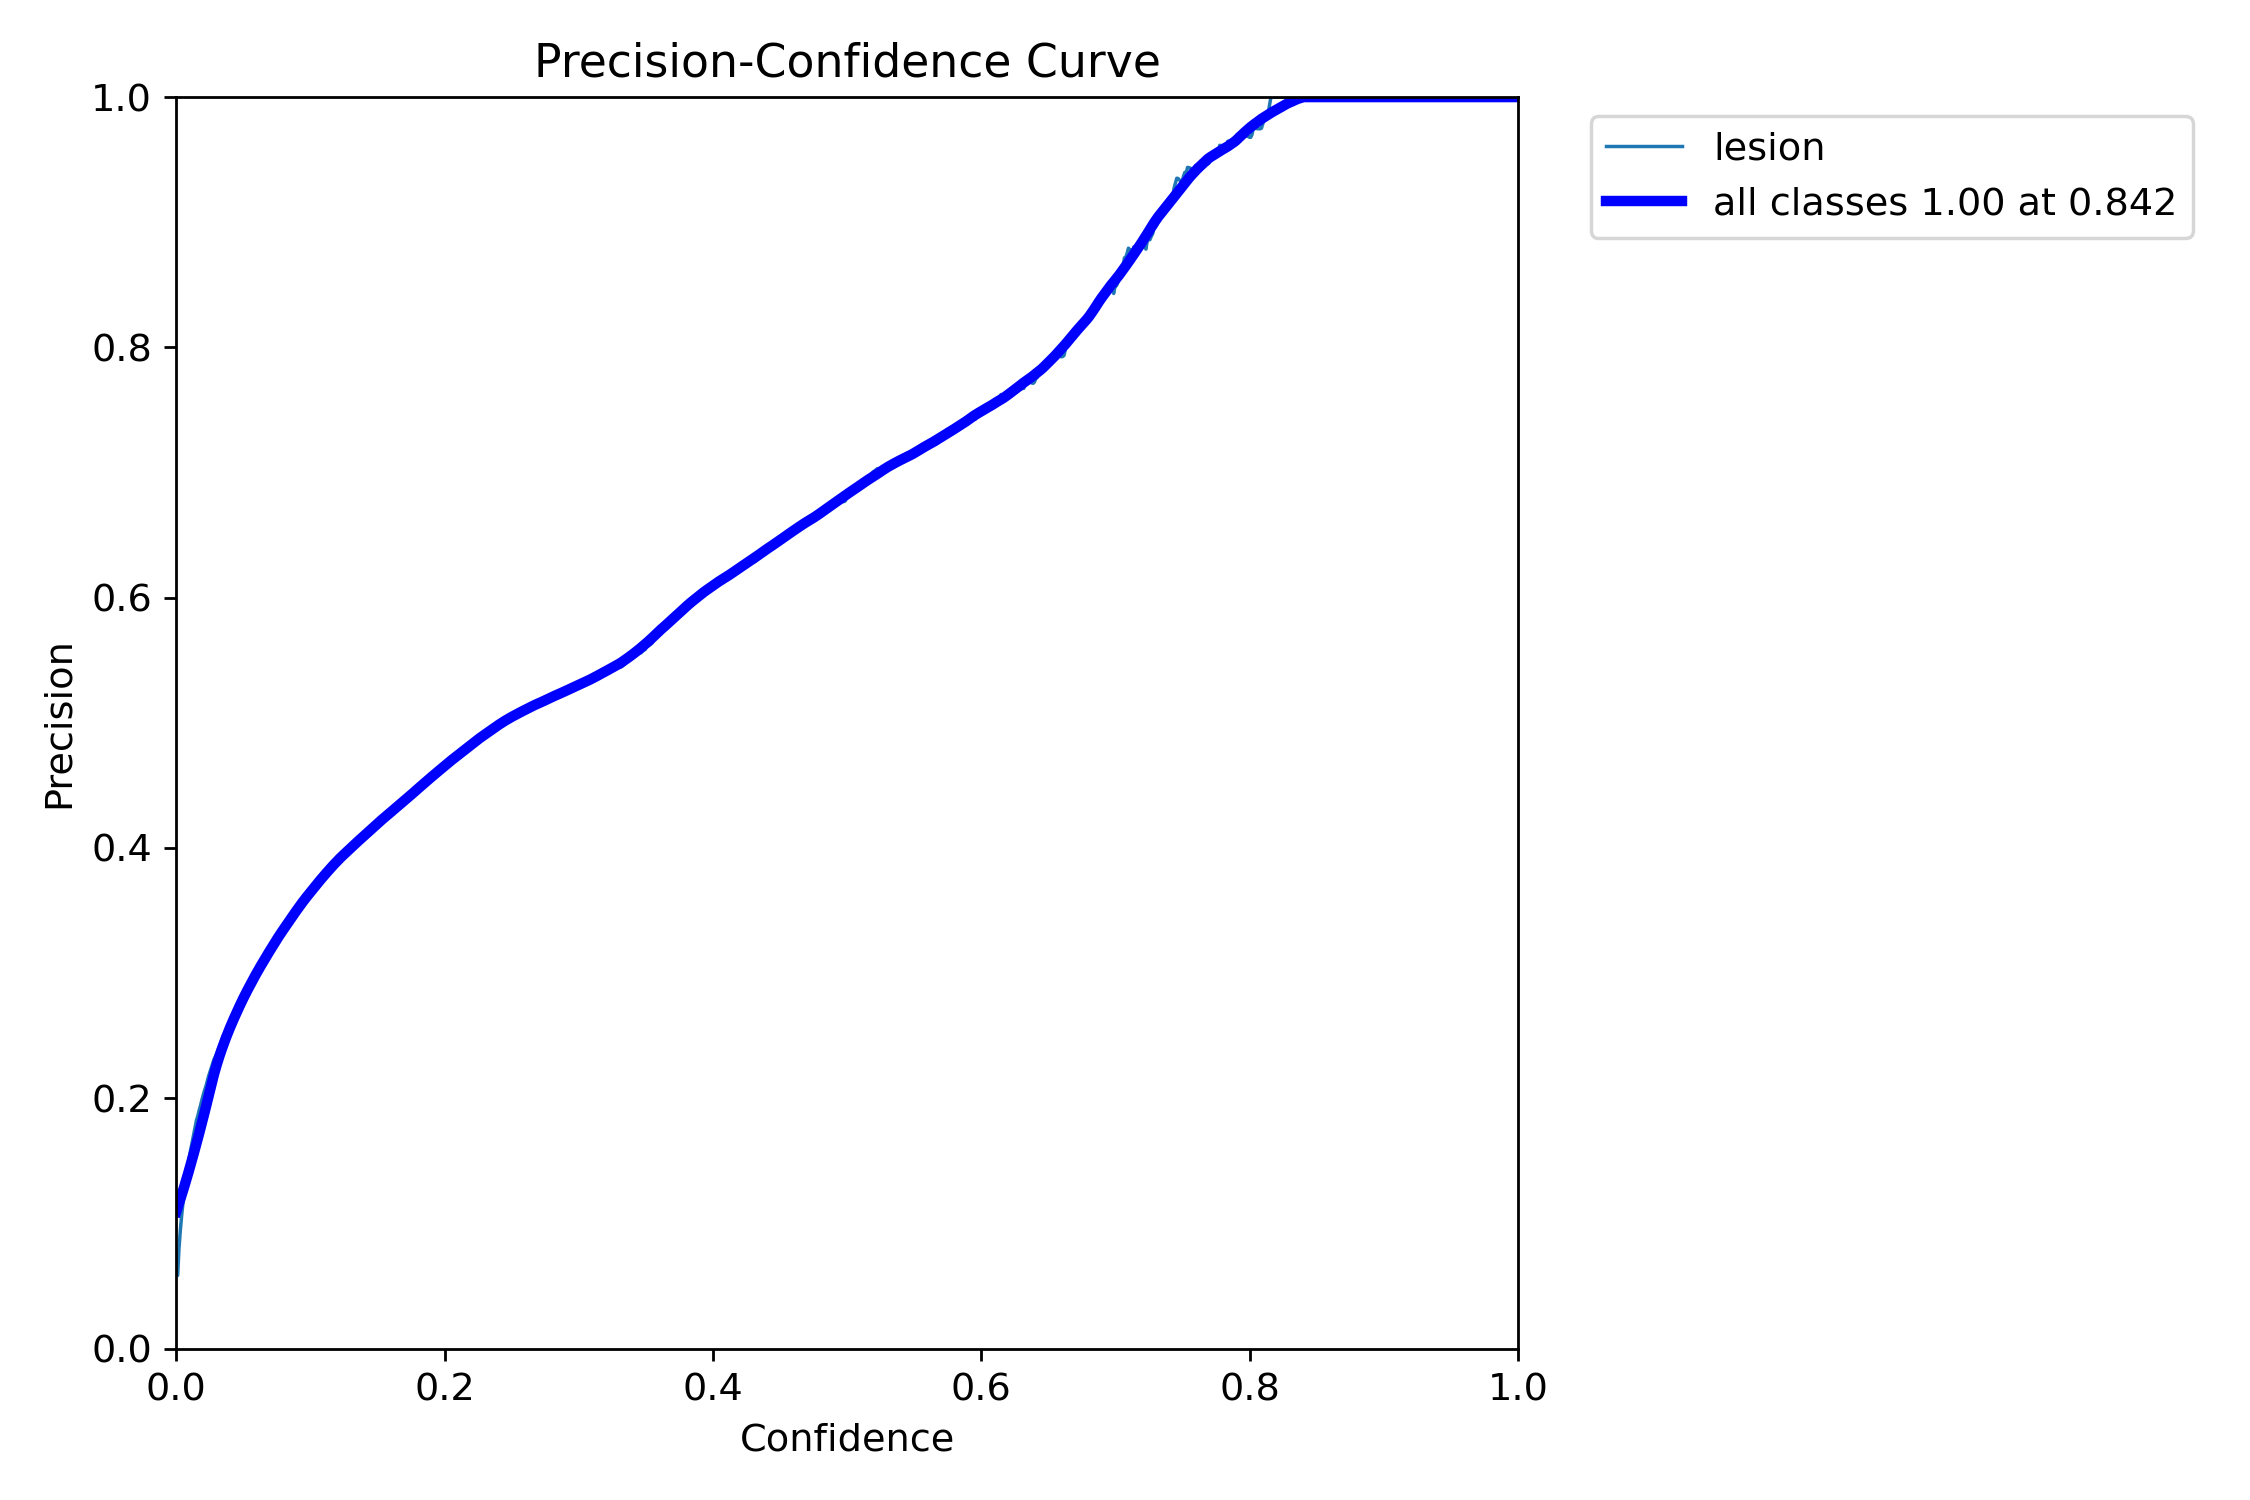 Precision-Confidence Curve
1.0
0.8
0.6
0.4
0.2
0.0
Precision
0.0 0.2 0.4 0.6 0.8 1.0
Confidence
lesion
all classes 1.00 at 0.842